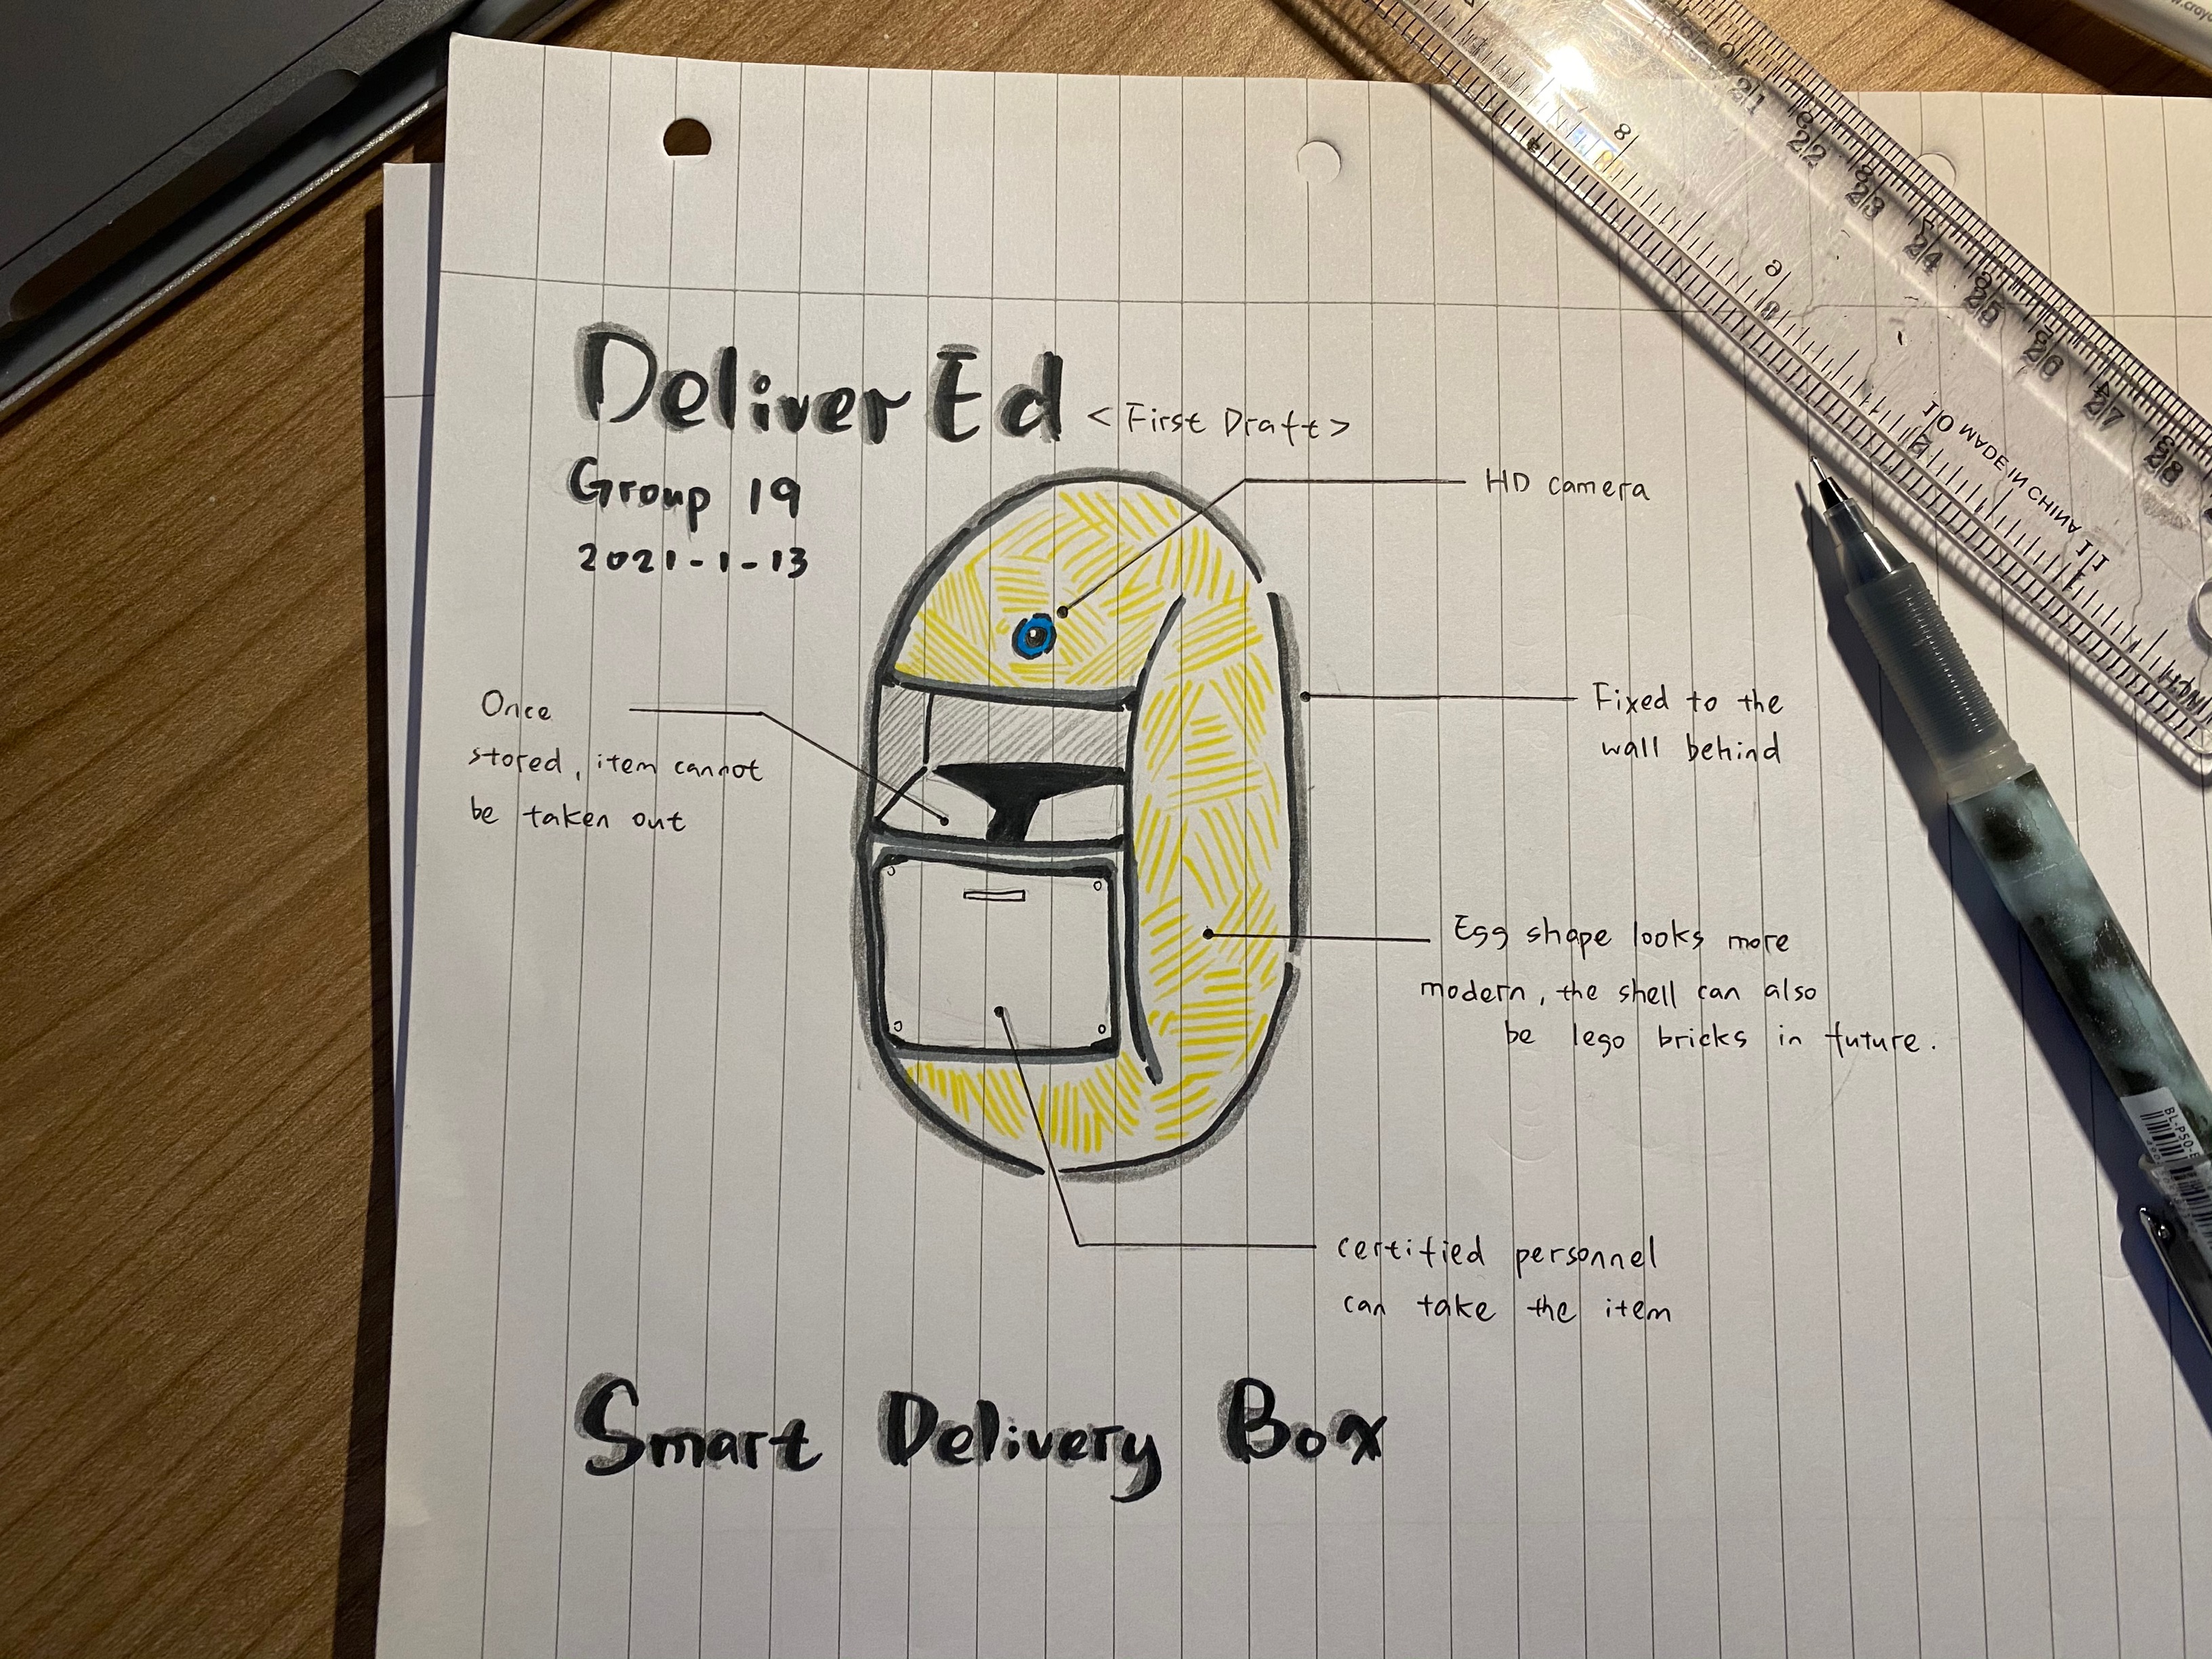 DeliverEd <First Draft>
Group 19
2021-1-13
HD camera
Once
stored, item cannot
be taken out
Fixed to the
wall behind
Egg shape looks more
modern, the shell can also
be lego bricks in future.
certified personnel
can take the item
Smart Delivery Box
8
9
10 MADE IN CHINA 11
21
22
23
24
25
26
27
28
BL-P50-E